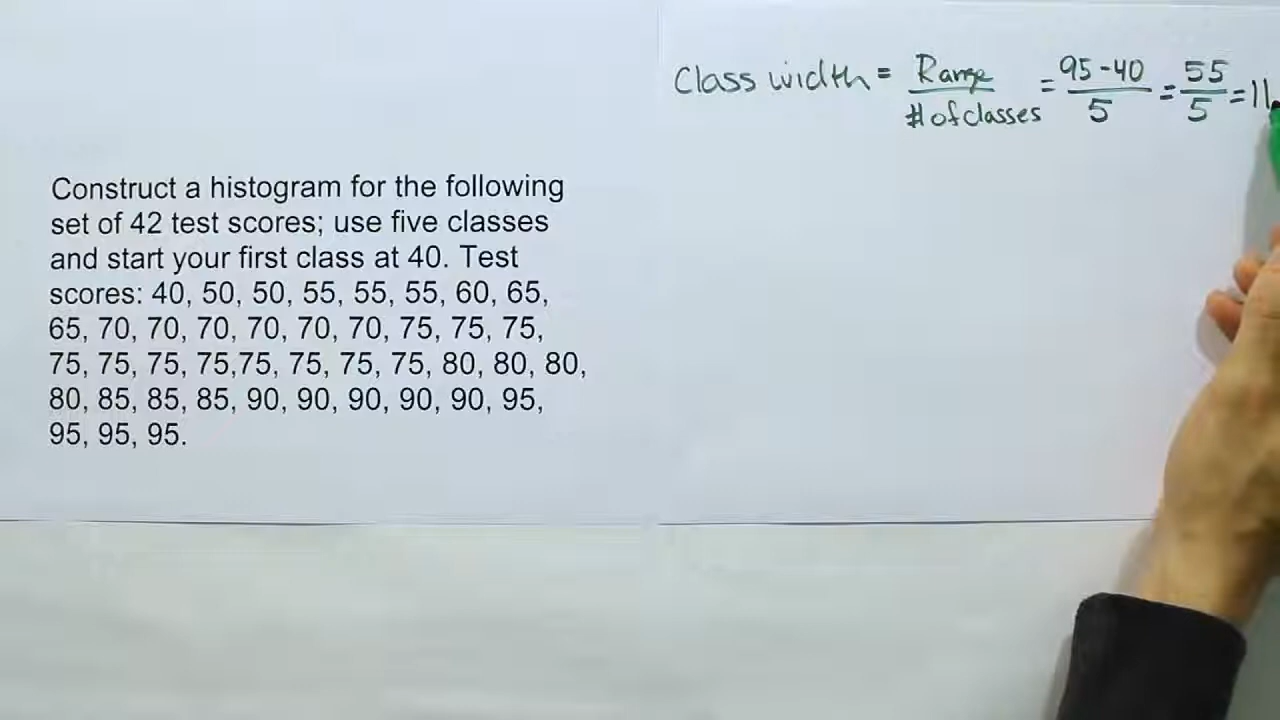 Class width = Range / # of classes = 95-40 / 5 = 55 / 5 = 11
Construct a histogram for the following
set of 42 test scores; use five classes
and start your first class at 40. Test
scores: 40, 50, 50, 55, 55, 55, 60, 65,
65, 70, 70, 70, 70, 70, 70, 75, 75, 75,
75, 75, 75, 75,75, 75, 75, 75, 80, 80, 80,
80, 85, 85, 85, 90, 90, 90, 90, 90, 95,
95, 95, 95.